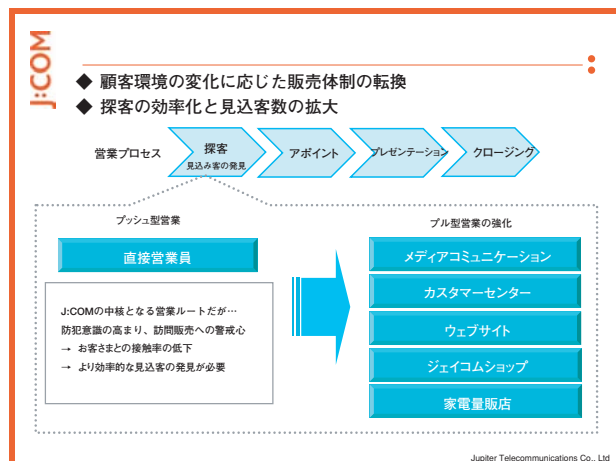 J:COM
◆ 顧客環境の変化に応じた販売体制の転換
◆ 探客の効率化と見込客数の拡大
営業プロセス
探客
見込み客の発見
アポイント
プレゼンテーション
クロージング
プッシュ型営業
直接営業員
J:COMの中核となる営業ルートだが…
防犯意識の高まり、訪問販売への警戒心
→ お客さまとの接触率の低下
→ より効率的な見込客の発見が必要
プル型営業の強化
メディアコミュニケーション
カスタマーセンター
ウェブサイト
ジェイコムショップ
家電量販店
Jupiter Telecommunications Co., Ltd